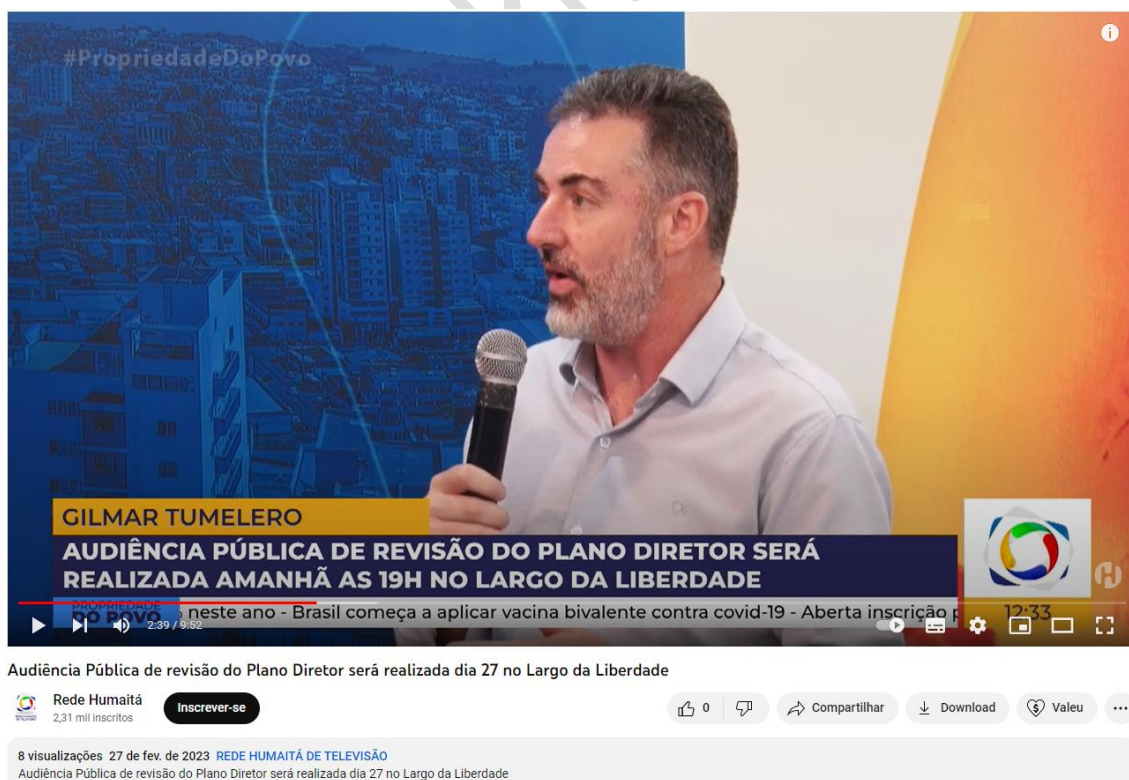 #PropriedadeDoPovo
GILMAR TUMELERO
AUDIÊNCIA PÚBLICA DE REVISÃO DO PLANO DIRETOR SERÁ
REALIZADA AMANHÃ AS 19H NO LARGO DA LIBERDADE
PROPRIEDADE
DO POVO
neste ano - Brasil começa a aplicar vacina bivalente contra covid-19 - Aberta inscrição
12:33
2:39 / 9:52
Audiência Pública de revisão do Plano Diretor será realizada dia 27 no Largo da Liberdade
Rede Humaitá
2,31 mil inscritos
Inscrever-se
0
Compartilhar
Download
Valeu
8 visualizações 27 de fev. de 2023 REDE HUMAITÁ DE TELEVISÃO
Audiência Pública de revisão do Plano Diretor será realizada dia 27 no Largo da Liberdade